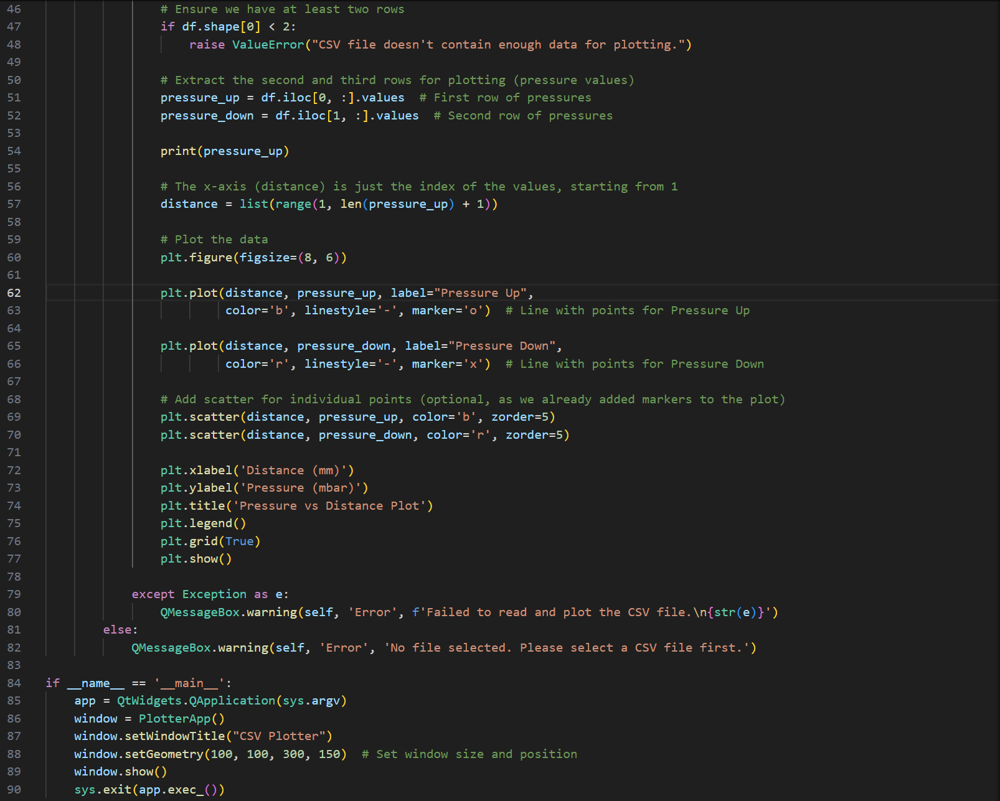 46 # Ensure we have at least two rows
47 if df.shape[0] < 2:
48 raise ValueError("CSV file doesn't contain enough data for plotting.")
49
50 # Extract the second and third rows for plotting (pressure values)
51 pressure_up = df.iloc[0, :].values  # First row of pressures
52 pressure_down = df.iloc[1, :].values  # Second row of pressures
53
54 print(pressure_up)
55
56 # The x-axis (distance) is just the index of the values, starting from 1
57 distance = list(range(1, len(pressure_up) + 1))
58
59 # Plot the data
60 plt.figure(figsize=(8, 6))
61
62 plt.plot(distance, pressure_up, label="Pressure Up",
63 color='b', linestyle='-', marker='o')  # Line with points for Pressure Up
64
65 plt.plot(distance, pressure_down, label="Pressure Down",
66 color='r', linestyle='-', marker='x')  # Line with points for Pressure Down
67
68 # Add scatter for individual points (optional, as we already added markers to the plot)
69 plt.scatter(distance, pressure_up, color='b', zorder=5)
70 plt.scatter(distance, pressure_down, color='r', zorder=5)
71
72 plt.xlabel('Distance (mm)')
73 plt.ylabel('Pressure (mbar)')
74 plt.title('Pressure vs Distance Plot')
75 plt.legend()
76 plt.grid(True)
77 plt.show()
78
79 except Exception as e:
80 QMessageBox.warning(self, 'Error', f'Failed to read and plot the CSV file.\n{str(e)}')
81 else:
82 QMessageBox.warning(self, 'Error', 'No file selected. Please select a CSV file first.')
83
84 if __name__ == '__main__':
85 app = QtWidgets.QApplication(sys.argv)
86 window = PlotterApp()
87 window.setWindowTitle("CSV Plotter")
88 window.setGeometry(100, 100, 300, 150)  # Set window size and position
89 window.show()
90 sys.exit(app.exec_())